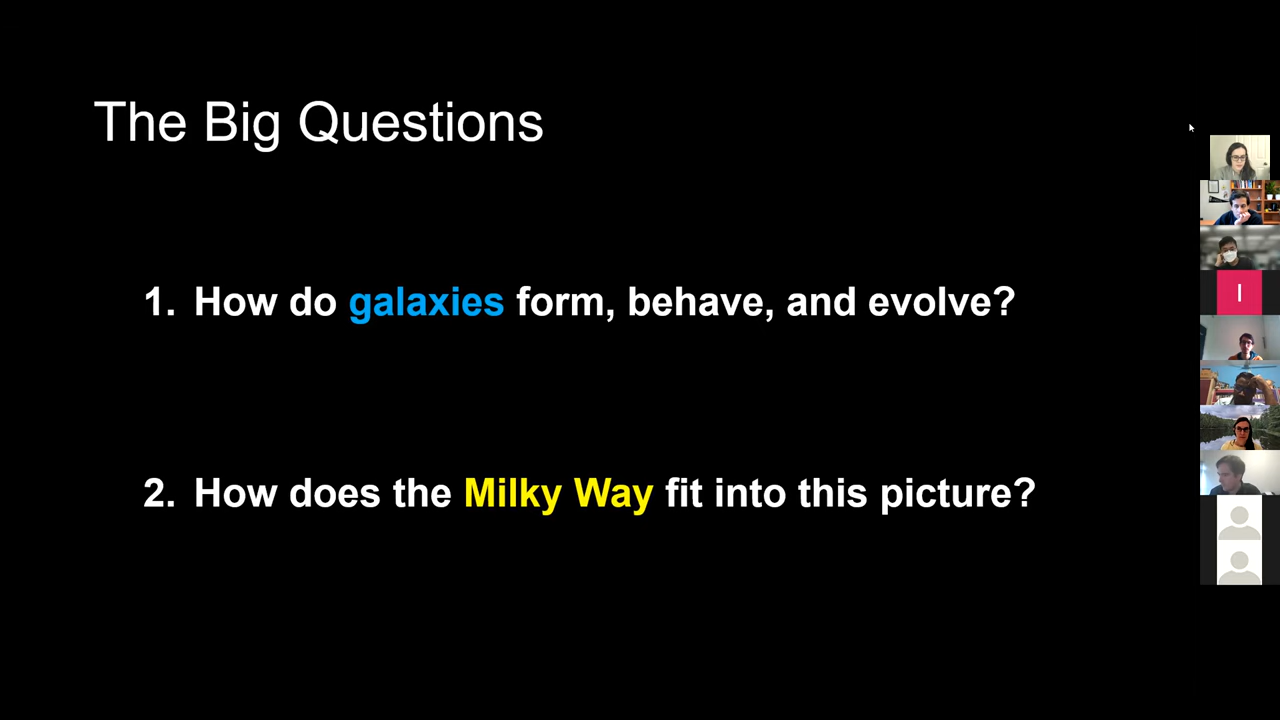 The Big Questions
1. How do galaxies form, behave, and evolve?
2. How does the Milky Way fit into this picture?
I